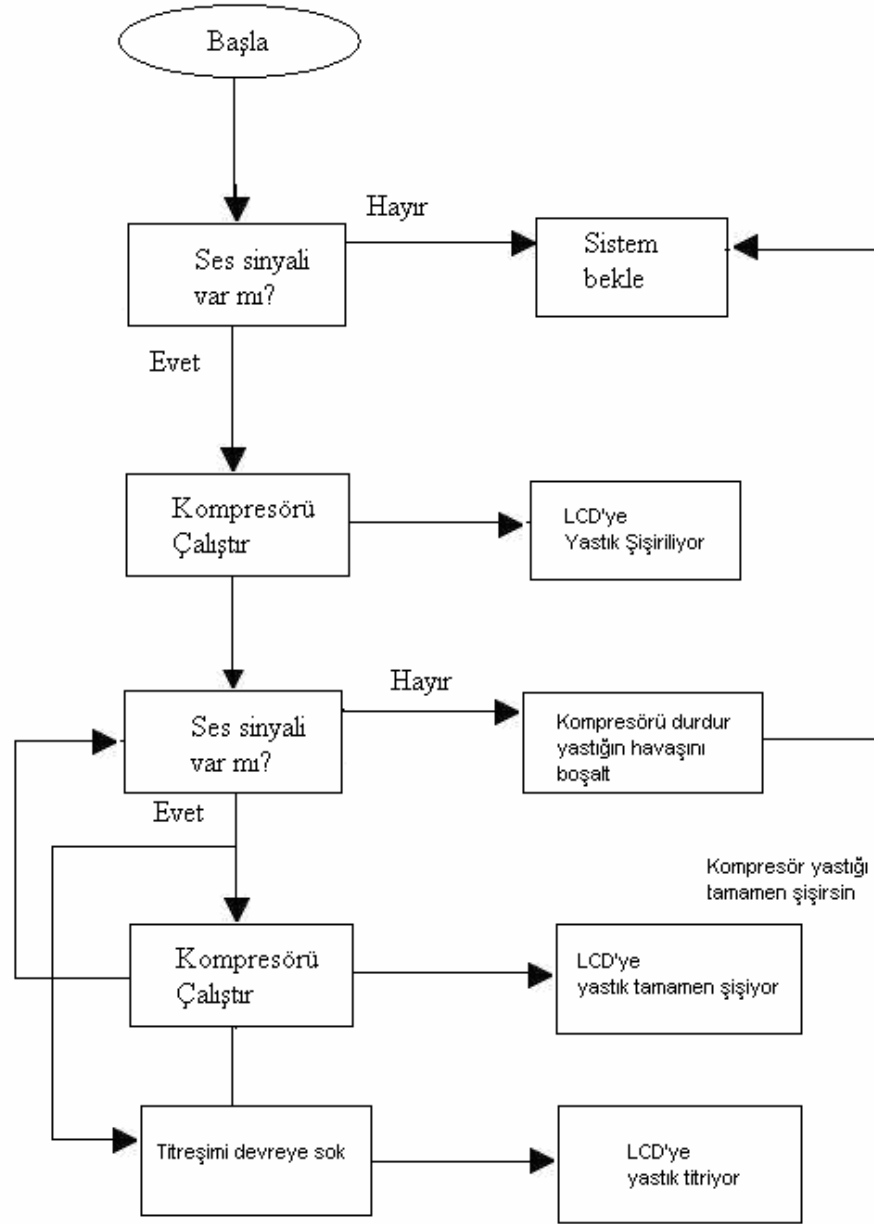 Başla
Hayır
Ses sinyali
var mı?
Sistem
bekle
Evet
Kompresörü
Çalıştır
LCD'ye
Yastık Şişiriliyor
Hayır
Ses sinyali
var mı?
Kompresörü durdur
yastığın havaşını
boşalt
Evet
Kompresör yastığı
tamamen şişirsin
Kompresörü
Çalıştır
LCD'ye
yastık tamamen şişiyor
Titreşimi devreye sok
LCD'ye
yastık titriyor